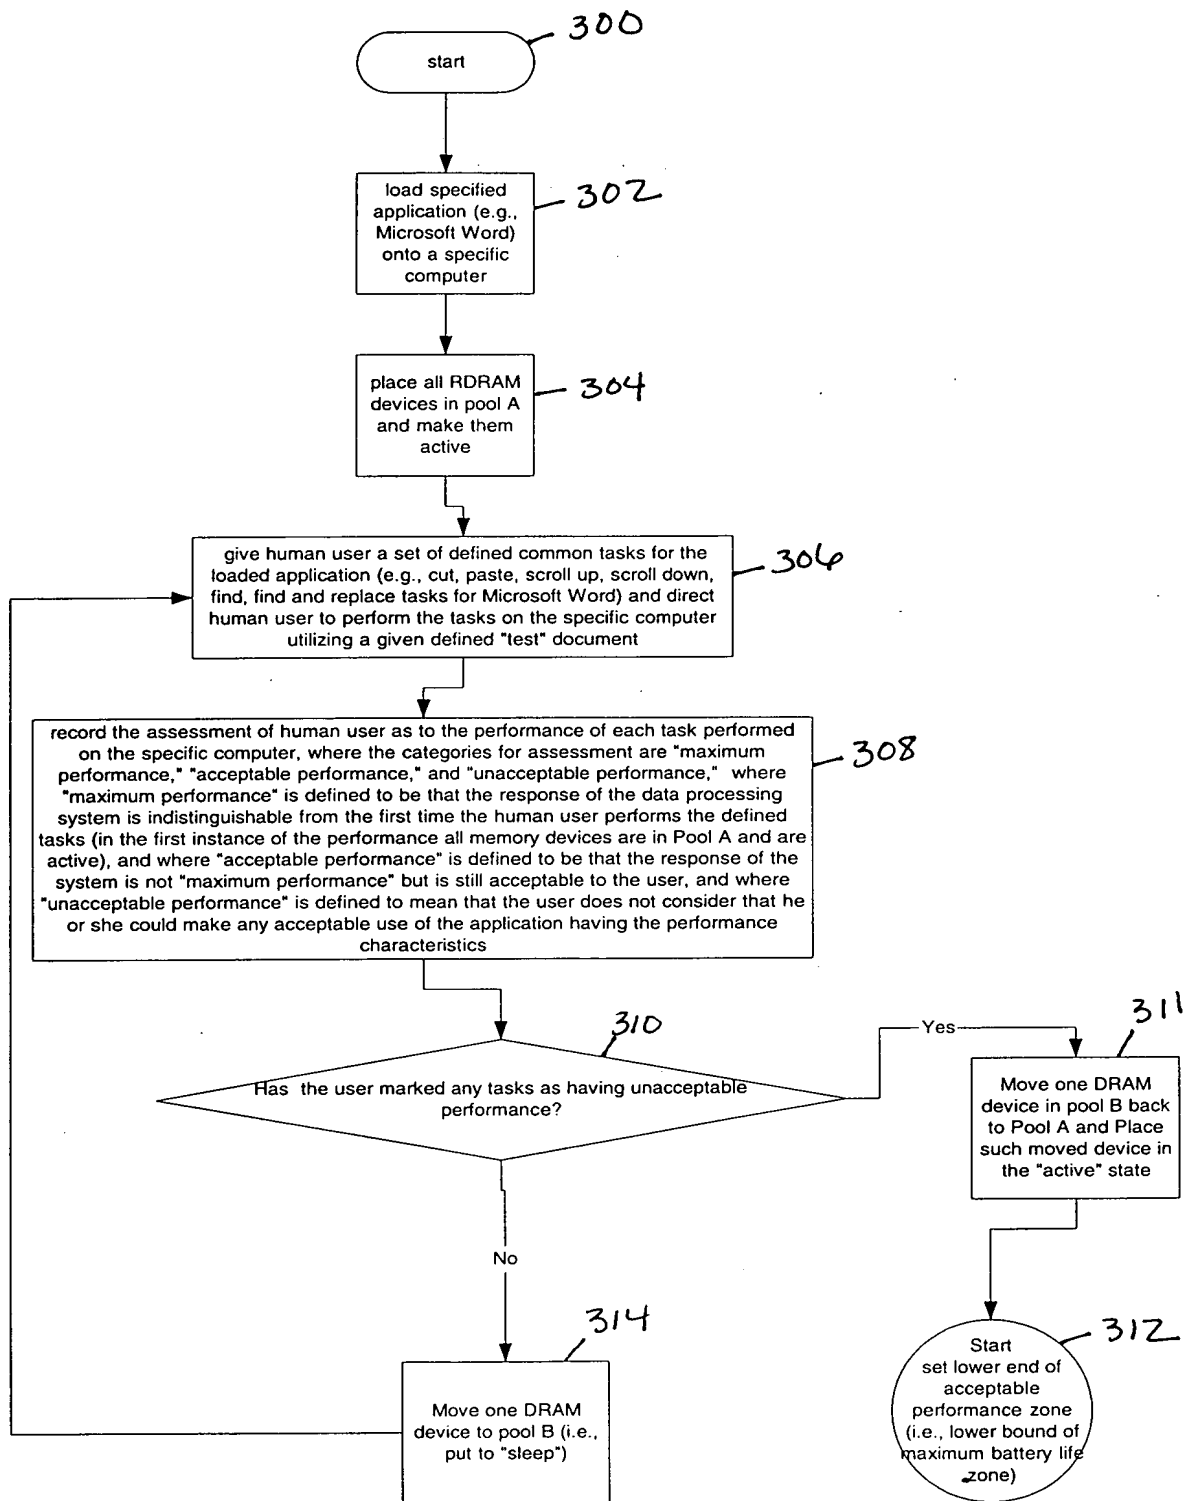 300
start
302
load specified
application (e.g.,
Microsoft Word)
onto a specific
computer
304
place all RDRAM
devices in pool A
and make them
active
306
give human user a set of defined common tasks for the
loaded application (e.g., cut, paste, scroll up, scroll down,
find, find and replace tasks for Microsoft Word) and direct
human user to perform the tasks on the specific computer
utilizing a given defined "test" document
308
record the assessment of human user as to the performance of each task performed
on the specific computer, where the categories for assessment are "maximum
performance," "acceptable performance," and "unacceptable performance," where
"maximum performance" is defined to be that the response of the data processing
system is indistinguishable from the first time the human user performs the defined
tasks (in the first instance of the performance all memory devices are in Pool A and are
active), and where "acceptable performance" is defined to be that the response of the
system is not "maximum performance" but is still acceptable to the user, and where
"unacceptable performance" is defined to mean that the user does not consider that he
or she could make any acceptable use of the application having the performance
characteristics
310
Has the user marked any tasks as having unacceptable
performance?
Yes
311
Move one DRAM
device in pool B back
to Pool A and Place
such moved device in
the "active" state
No
314
Move one DRAM
device to pool B (i.e.,
put to "sleep")
312
Start
set lower end of
acceptable
performance zone
(i.e., lower bound of
maximum battery life
zone)